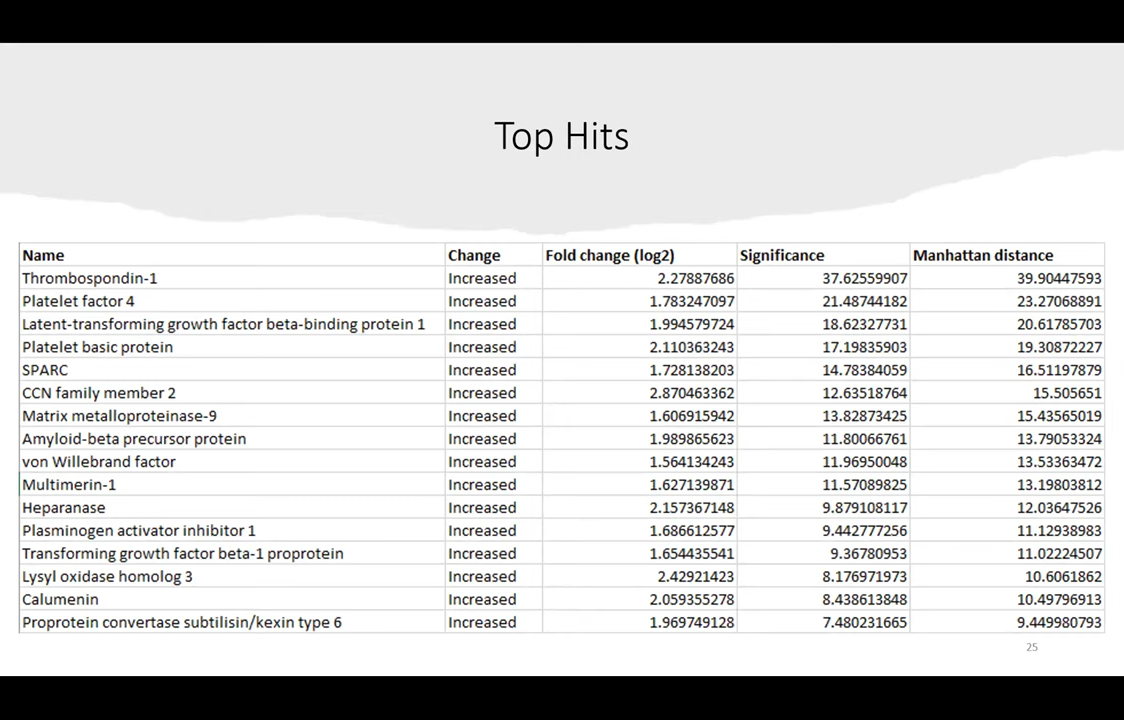 Top Hits
Name Change Fold change (log2) Significance Manhattan distance
Thrombospondin-1 Increased 2.27887686 37.62559907 39.90447593
Platelet factor 4 Increased 1.783247097 21.48744182 23.27068891
Latent-transforming growth factor beta-binding protein 1 Increased 1.994579724 18.62327731 20.61785703
Platelet basic protein Increased 2.110363243 17.19835903 19.30872227
SPARC Increased 1.728138203 14.78384059 16.51197879
CCN family member 2 Increased 2.870463362 12.63518764 15.505651
Matrix metalloproteinase-9 Increased 1.606915942 13.82873425 15.43565019
Amyloid-beta precursor protein Increased 1.989865623 11.80066761 13.79053324
von Willebrand factor Increased 1.564134243 11.96950048 13.53363472
Multimerin-1 Increased 1.627139871 11.57089825 13.19803812
Heparanase Increased 2.157367148 9.879108117 12.03647526
Plasminogen activator inhibitor 1 Increased 1.686612577 9.442777256 11.12938983
Transforming growth factor beta-1 proprotein Increased 1.654435541 9.36780953 11.02224507
Lysyl oxidase homolog 3 Increased 2.42921423 8.176971973 10.6061862
Calumenin Increased 2.059355278 8.438613848 10.49796913
Proprotein convertase subtilisin/kexin type 6 Increased 1.969749128 7.480231665 9.449980793
25